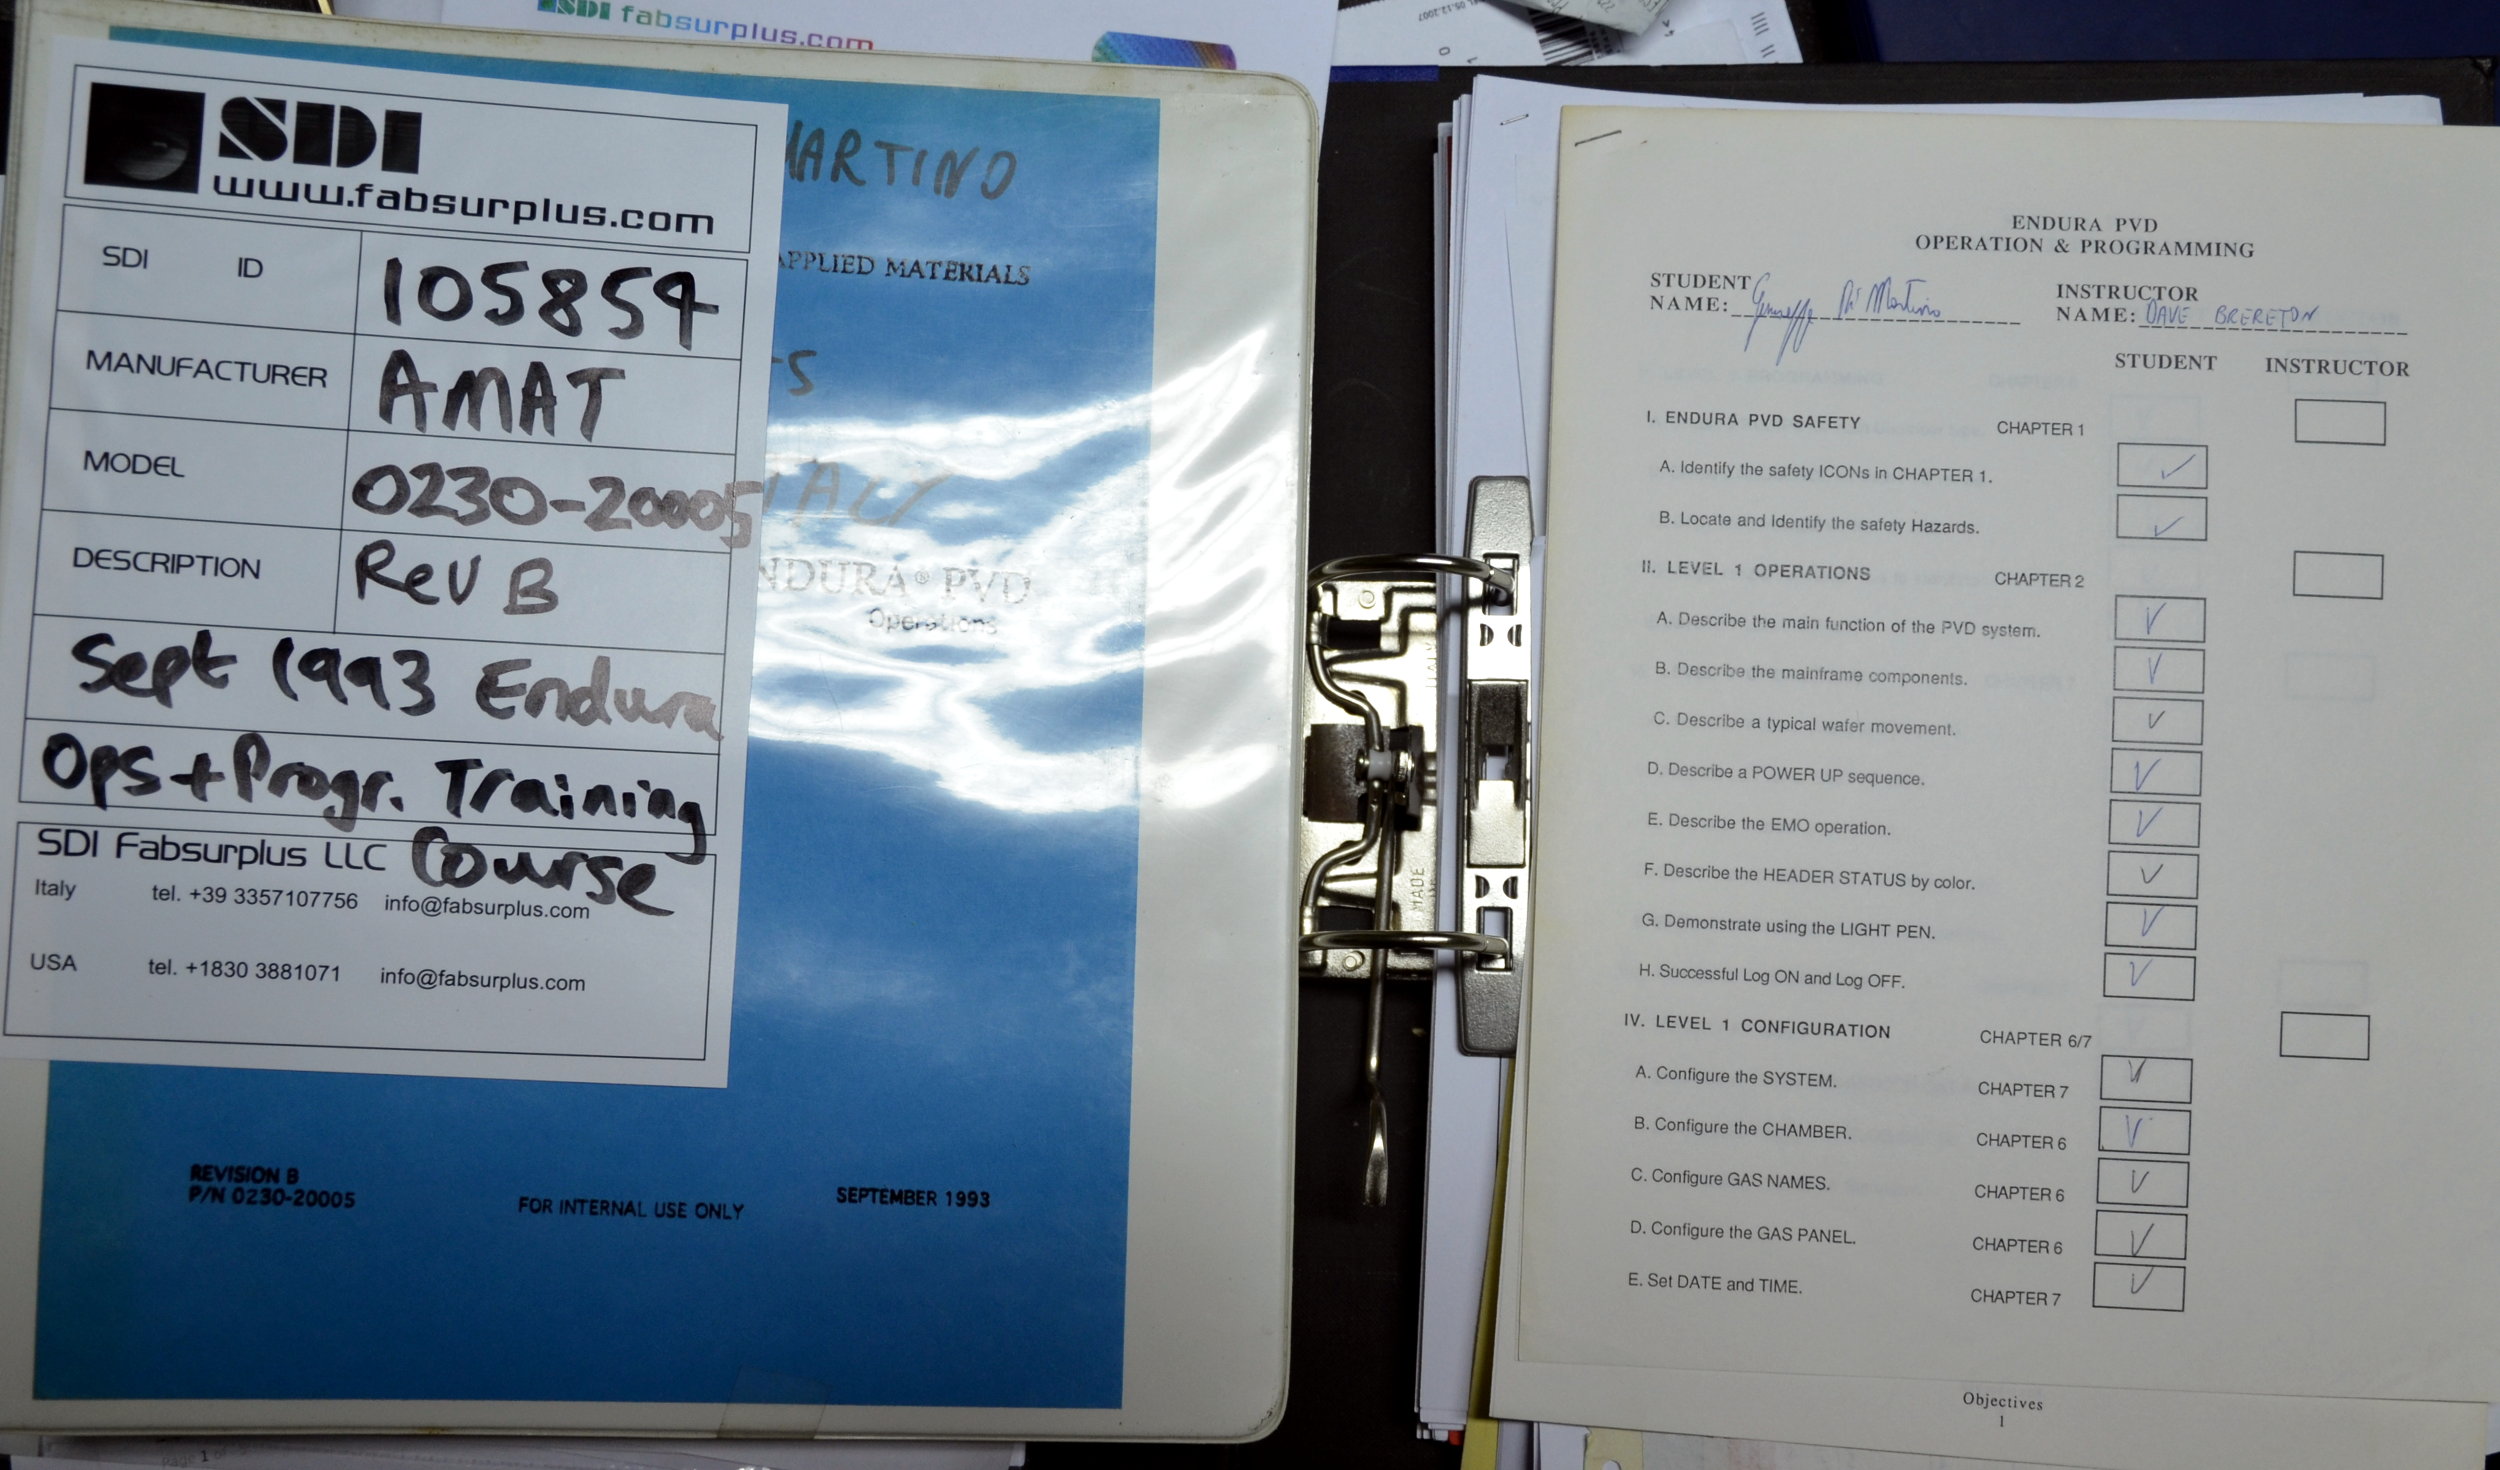 SDI fabsurplus.com
SDI
www.fabsurplus.com
SDI ID 105854
MANUFACTURER AMAT
MODEL 0230-20005
DESCRIPTION Rev B
Sept 1993 Endura
Ops + Progr. Training
Course
SDI Fabsurplus LLC
Italy tel. +39 3357107756 info@fabsurplus.com
USA tel. +1830 3881071 info@fabsurplus.com
MARTINO
APPLIED MATERIALS
ENDURA® PVD
Operations
REVISION B
P/N 0230-20005
FOR INTERNAL USE ONLY
SEPTEMBER 1993
MADE
ENDURA PVD
OPERATION & PROGRAMMING
STUDENT
NAME: Giuseppe Di Martino
INSTRUCTOR
NAME: DAVE BRERETON
STUDENT INSTRUCTOR
I. ENDURA PVD SAFETY CHAPTER 1
A. Identify the safety ICONs in CHAPTER 1.
B. Locate and Identify the safety Hazards.
II. LEVEL 1 OPERATIONS CHAPTER 2
A. Describe the main function of the PVD system.
B. Describe the mainframe components.
C. Describe a typical wafer movement.
D. Describe a POWER UP sequence.
E. Describe the EMO operation.
F. Describe the HEADER STATUS by color.
G. Demonstrate using the LIGHT PEN.
H. Successful Log ON and Log OFF.
IV. LEVEL 1 CONFIGURATION CHAPTER 6/7
A. Configure the SYSTEM. CHAPTER 7
B. Configure the CHAMBER. CHAPTER 6
C. Configure GAS NAMES. CHAPTER 6
D. Configure the GAS PANEL. CHAPTER 6
E. Set DATE and TIME. CHAPTER 7
Objectives
1